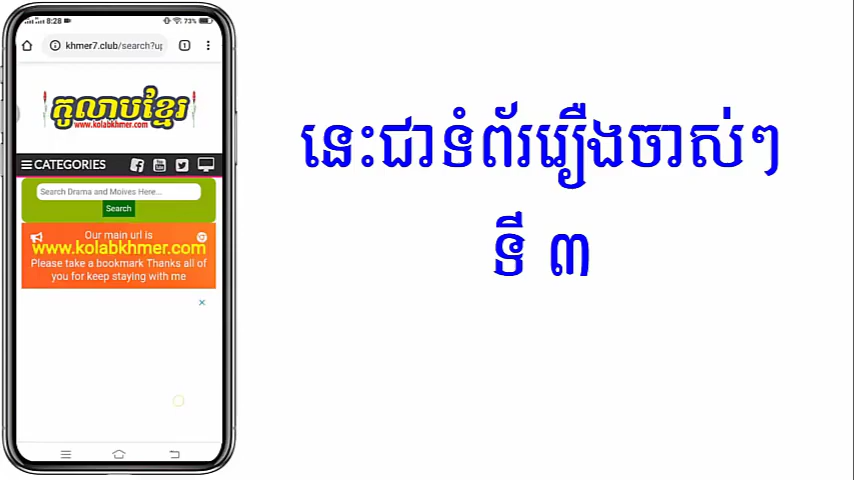 8:28
73%
khmer7.club/search?up
1
កូលាបខ្មែរ
www.kolabkhmer.com
CATEGORIES
Search Drama and Moives Here...
Search
Our main url is
www.kolabkhmer.com
Please take a bookmark Thanks all of
you for keep staying with me
នេះជាទំព័ររឿងចាស់ៗ
ទី ៣